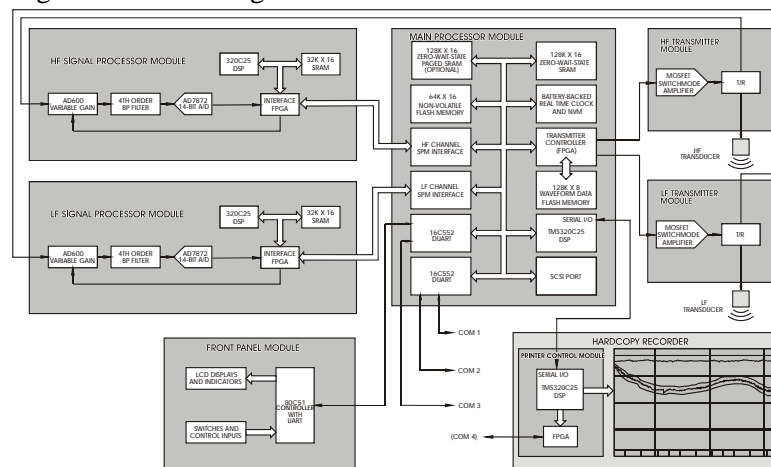 HF SIGNAL PROCESSOR MODULE
320C25
DSP
32K X 16
SRAM
AD600
VARIABLE GAIN
4TH ORDER
BP FILTER
AD7872
14-BIT A/D
INTERFACE
FPGA
LF SIGNAL PROCESSOR MODULE
320C25
DSP
32K X 16
SRAM
AD600
VARIABLE GAIN
4TH ORDER
BP FILTER
AD7872
14-BIT A/D
INTERFACE
FPGA
MAIN PROCESSOR MODULE
128K X 16
ZERO-WAIT-STATE
PAGED SRAM
(OPTIONAL)
128K X 16
ZERO-WAIT-STATE
SRAM
64K X 16
NON-VOLATILE
FLASH MEMORY
BATTERY-BACKED
REAL TIME CLOCK
AND NVM
HF CHANNEL
SPM INTERFACE
TRANSMITTER
CONTROLLER
(FPGA)
LF CHANNEL
SPM INTERFACE
128K X 8
WAVEFORM DATA
FLASH MEMORY
16C552
DUART
SERIAL I/O
TMS320C25
DSP
16C552
DUART
SCSI PORT
HF TRANSMITTER
MODULE
MOSFET
SWITCHMODE
AMPLIFIER
T/R
HF
TRANSDUCER
LF TRANSMITTER
MODULE
MOSFET
SWITCHMODE
AMPLIFIER
T/R
LF
TRANSDUCER
COM 1
COM 2
COM 3
(COM 4)
FRONT PANEL MODULE
LCD DISPLAYS
AND INDICATORS
SWITCHES AND
CONTROL INPUTS
80C51
CONTROLLER
WITH
UART
HARDCOPY RECORDER
PRINTER CONTROL MODULE
SERIAL I/O
TMS320C25
DSP
FPGA